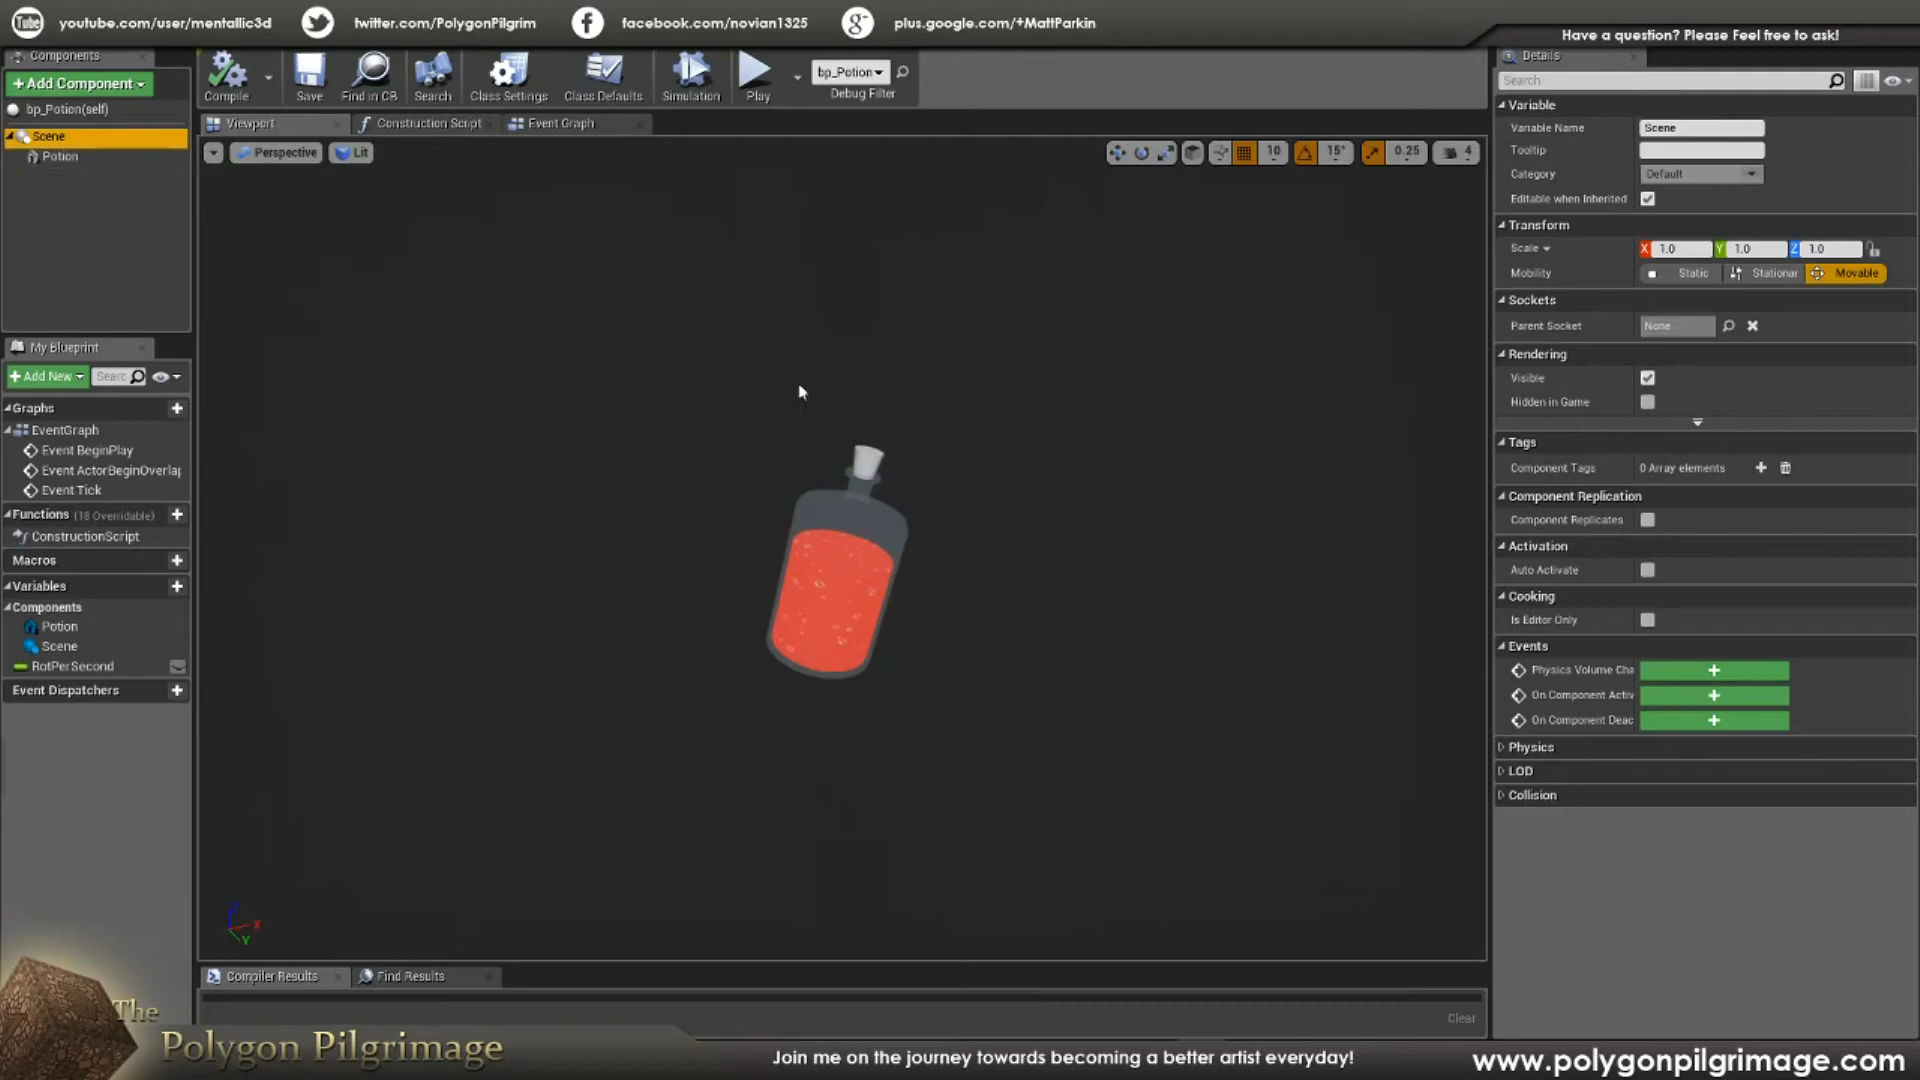 youtube.com/user/mentallic3d
twitter.com/PolygonPilgrim
facebook.com/novian1325
plus.google.com/+MattParkin
Have a question? Please Feel free to ask!
Components
+Add Component
bp_Potion(self)
Scene
Potion
Compile
Save
Find in CB
Search
Class Settings
Class Defaults
Simulation
Play
bp_Potion
Debug Filter
Viewport
Construction Script
Event Graph
Perspective
Lit
10
15°
0.25
4
My Blueprint
+Add New
Searc
Graphs
EventGraph
Event BeginPlay
Event ActorBeginOverlap
Event Tick
Functions (18 Overridable)
ConstructionScript
Macros
Variables
Components
Potion
Scene
RotPerSecond
Event Dispatchers
Z
X
Y
Compiler Results
Find Results
Clear
Details
Search
Variable
Variable Name
Scene
Tooltip
Category
Default
Editable when Inherited
Transform
Scale
X 1.0
Y 1.0
Z 1.0
Mobility
Static
Stationar
Movable
Sockets
Parent Socket
None
Rendering
Visible
Hidden in Game
Tags
Component Tags
0 Array elements
Component Replication
Component Replicates
Activation
Auto Activate
Cooking
Is Editor Only
Events
Physics Volume Cha
On Component Activ
On Component Deac
Physics
LOD
Collision
The
Polygon Pilgrimage
Join me on the journey towards becoming a better artist everyday!
www.polygonpilgrimage.com